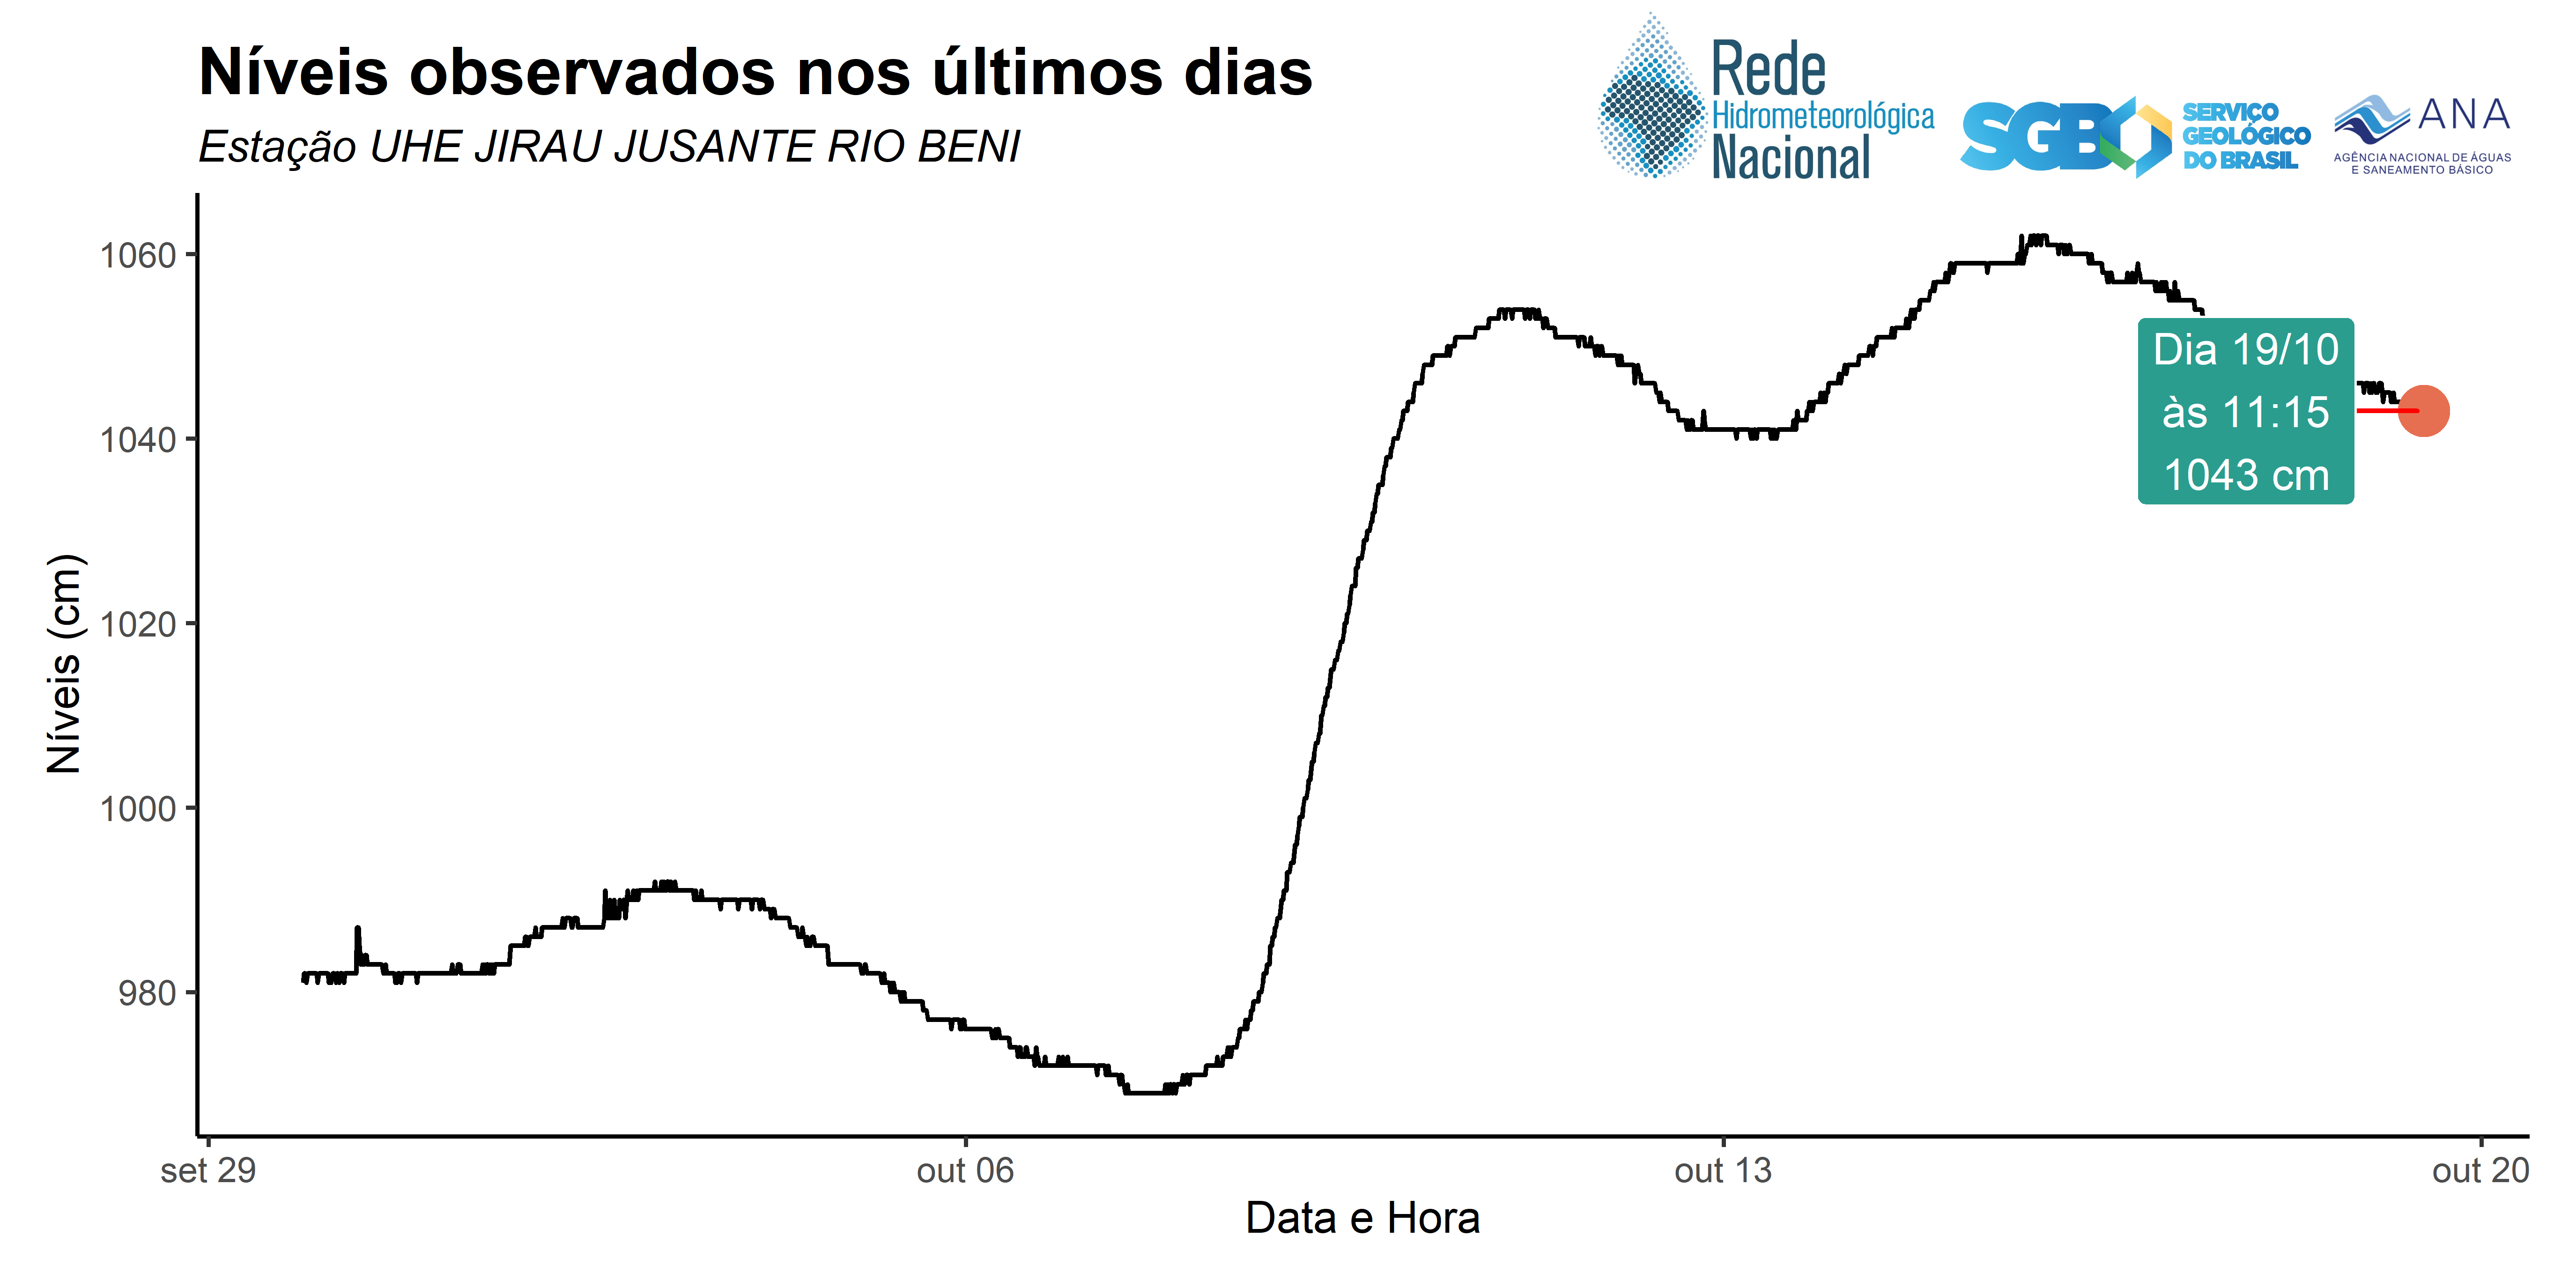 Níveis observados nos últimos dias
Estação UHE JIRAU JUSANTE RIO BENI
Rede
Hidrometeorológica
Nacional
SGB
SERVIÇO
GEOLÓGICO
DO BRASIL
ANA
AGÊNCIA NACIONAL DE ÁGUAS
E SANEAMENTO BÁSICO
Níveis (cm)
1060
1040
1020
1000
980
Dia 19/10
às 11:15
1043 cm
set 29
out 06
out 13
out 20
Data e Hora